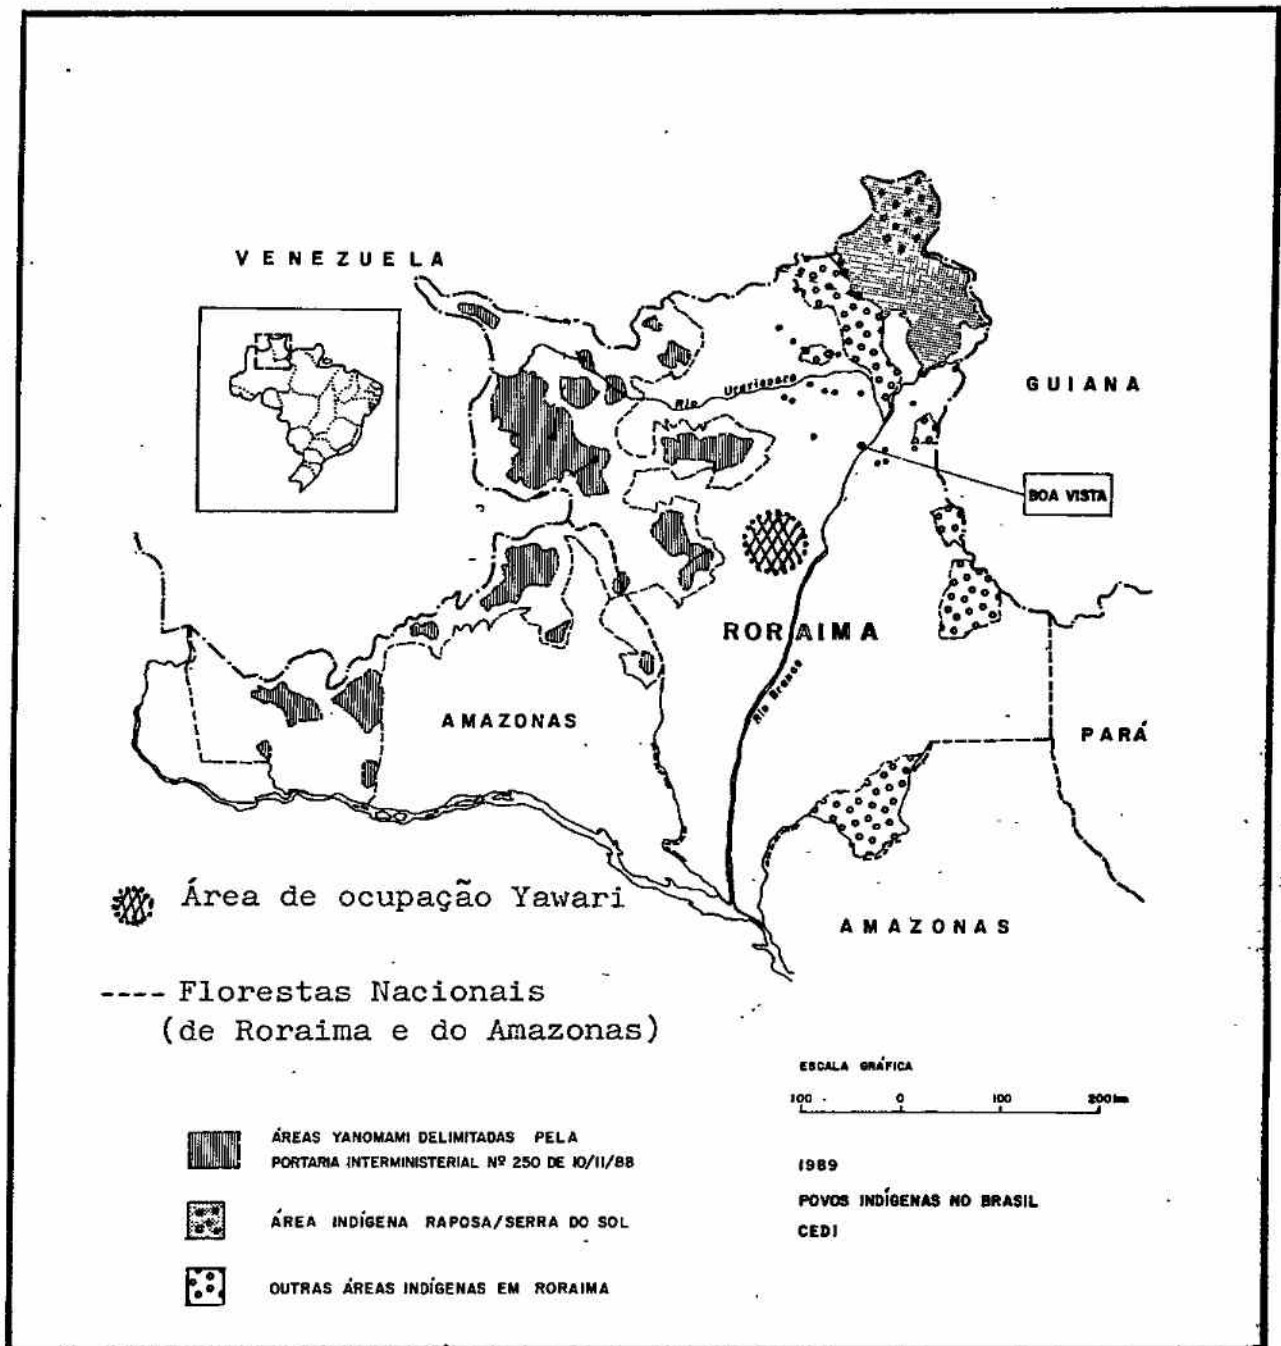 VENEZUELA
GUIANA
Rio Uraricoera
BOA VISTA
RORAIMA
Rio Branco
AMAZONAS
PARÁ
AMAZONAS
Área de ocupação Yawari
---- Florestas Nacionais
(de Roraima e do Amazonas)
ESCALA GRÁFICA
100 0 100 200 km
ÁREAS YANOMAMI DELIMITADAS PELA
PORTARIA INTERMINISTERIAL Nº 250 DE 10/11/88
1989
POVOS INDÍGENAS NO BRASIL
CEDI
ÁREA INDÍGENA RAPOSA/SERRA DO SOL
OUTRAS ÁREAS INDÍGENAS EM RORAIMA